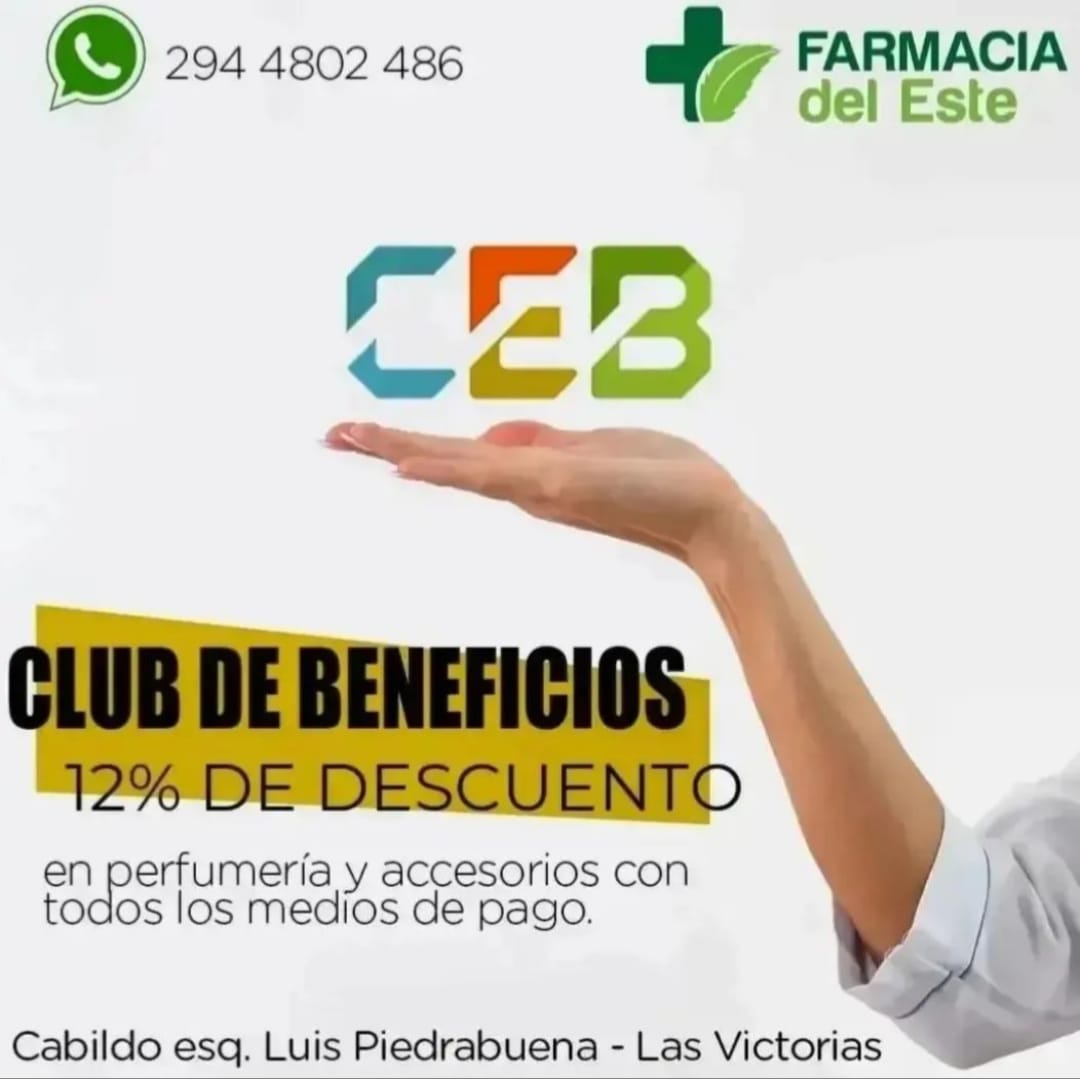 294 4802 486
FARMACIA
del Este
CEB
CLUB DE BENEFICIOS
12% DE DESCUENTO
en perfumería y accesorios con
todos los medios de pago.
Cabildo esq. Luis Piedrabuena - Las Victorias